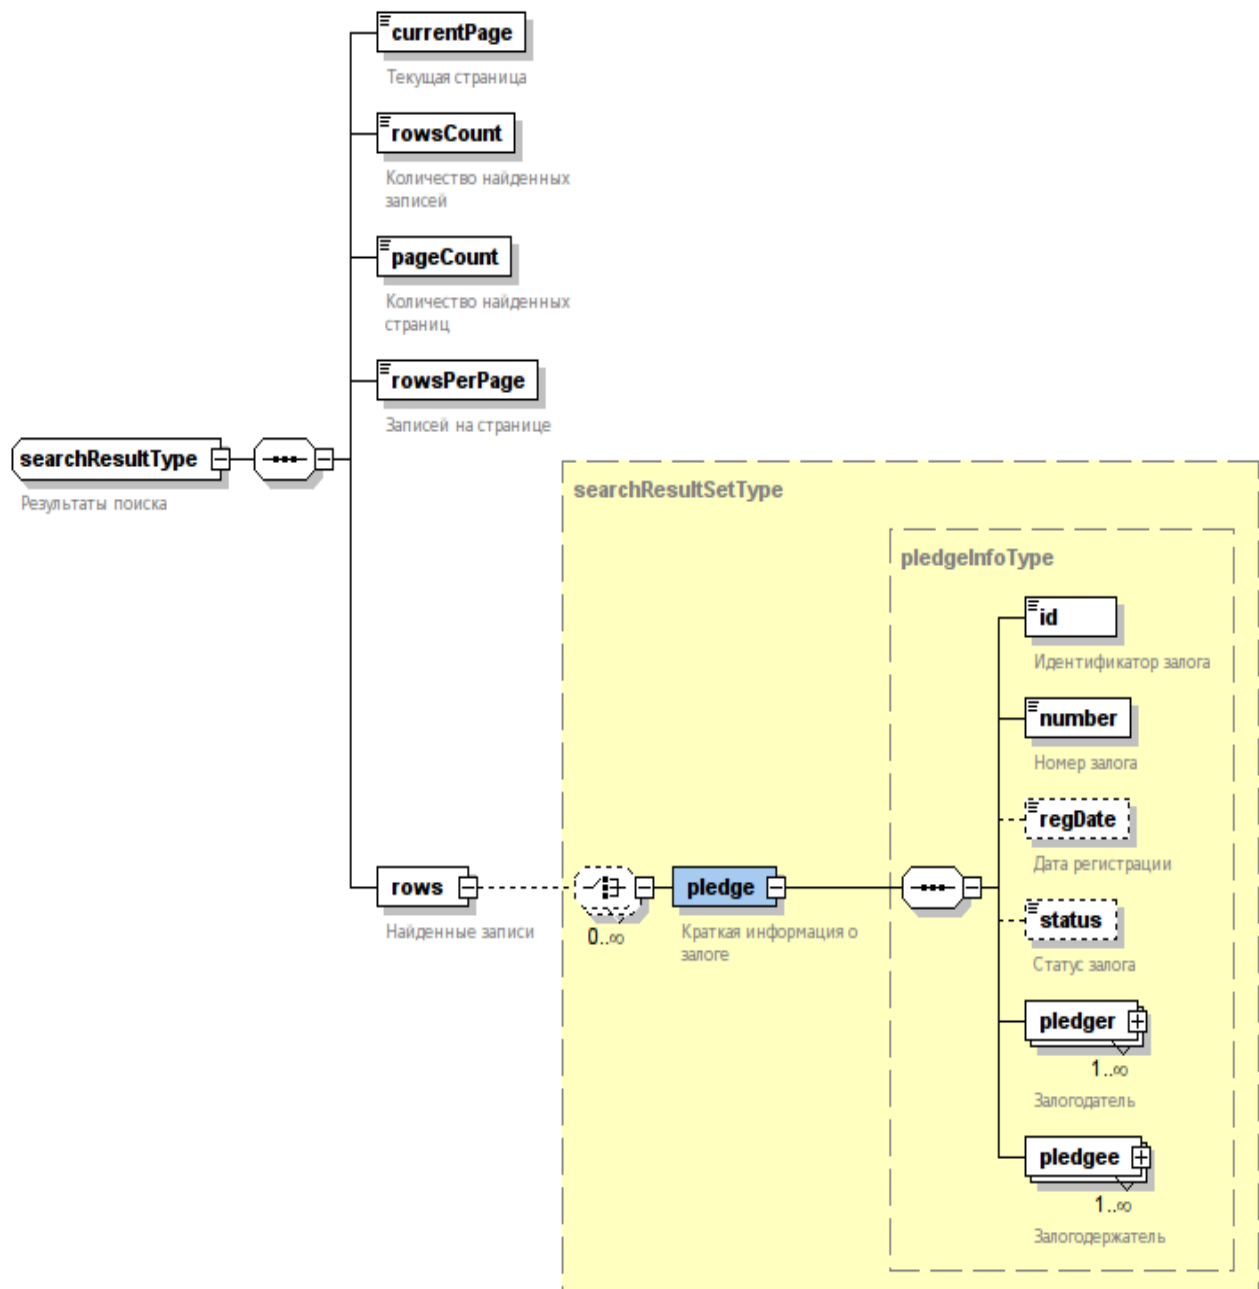 currentPage
Текущая страница
rowsCount
Количество найденных
записей
pageCount
Количество найденных
страниц
rowsPerPage
Записей на странице
searchResultType
Результаты поиска
searchResultSetType
pledgeInfoType
id
Идентификатор залога
number
Номер залога
regDate
Дата регистрации
rows
Найденные записи
0..∞
pledge
Краткая информация о
залоге
status
Статус залога
pledger
1..∞
Залогодатель
pledgee
1..∞
Залогодержатель